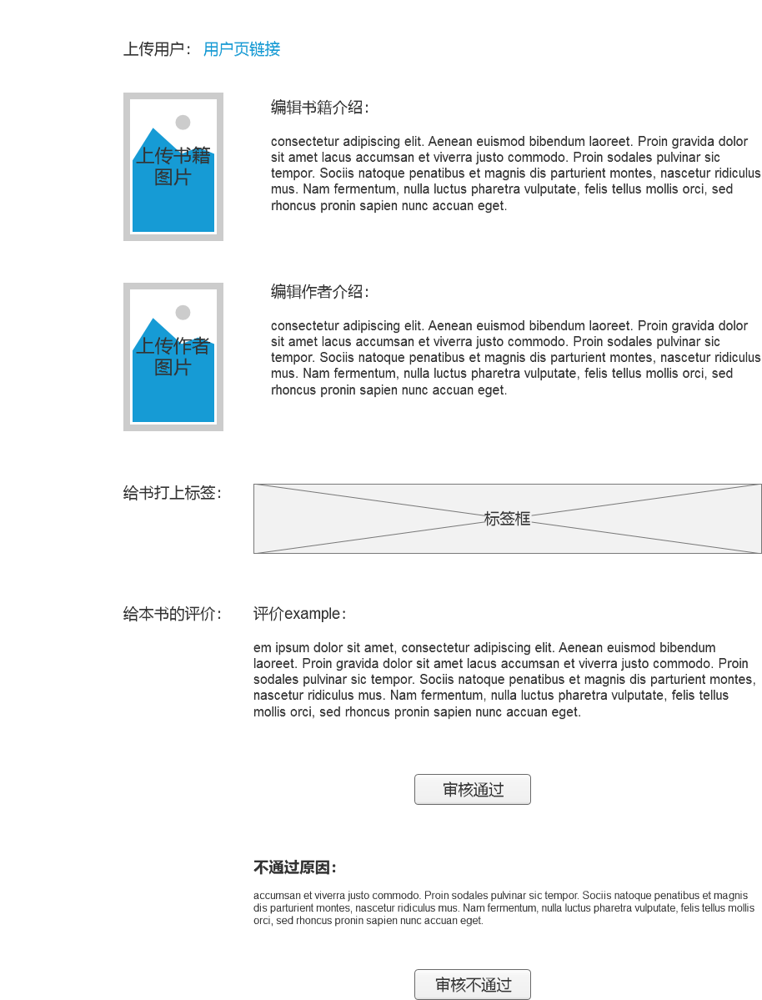 上传用户： 用户页链接
编辑书籍介绍：
上传书籍
图片
consectetur adipiscing elit. Aenean euismod bibendum laoreet. Proin gravida dolor
sit amet lacus accumsan et viverra justo commodo. Proin sodales pulvinar sic
tempor. Sociis natoque penatibus et magnis dis parturient montes, nascetur ridiculus
mus. Nam fermentum, nulla luctus pharetra vulputate, felis tellus mollis orci, sed
rhoncus pronin sapien nunc accuan eget.
编辑作者介绍：
上传作者
图片
consectetur adipiscing elit. Aenean euismod bibendum laoreet. Proin gravida dolor
sit amet lacus accumsan et viverra justo commodo. Proin sodales pulvinar sic
tempor. Sociis natoque penatibus et magnis dis parturient montes, nascetur ridiculus
mus. Nam fermentum, nulla luctus pharetra vulputate, felis tellus mollis orci, sed
rhoncus pronin sapien nunc accuan eget.
给书打上标签：
标签框
给本书的评价：
评价example：
em ipsum dolor sit amet, consectetur adipiscing elit. Aenean euismod bibendum
laoreet. Proin gravida dolor sit amet lacus accumsan et viverra justo commodo. Proin
sodales pulvinar sic tempor. Sociis natoque penatibus et magnis dis parturient montes,
nascetur ridiculus mus. Nam fermentum, nulla luctus pharetra vulputate, felis tellus
mollis orci, sed rhoncus pronin sapien nunc accuan eget.
审核通过
不通过原因：
accumsan et viverra justo commodo. Proin sodales pulvinar sic tempor. Sociis natoque penatibus et magnis
dis parturient montes, nascetur ridiculus mus. Nam fermentum, nulla luctus pharetra vulputate, felis tellus mollis
orci, sed rhoncus pronin sapien nunc accuan eget.
审核不通过